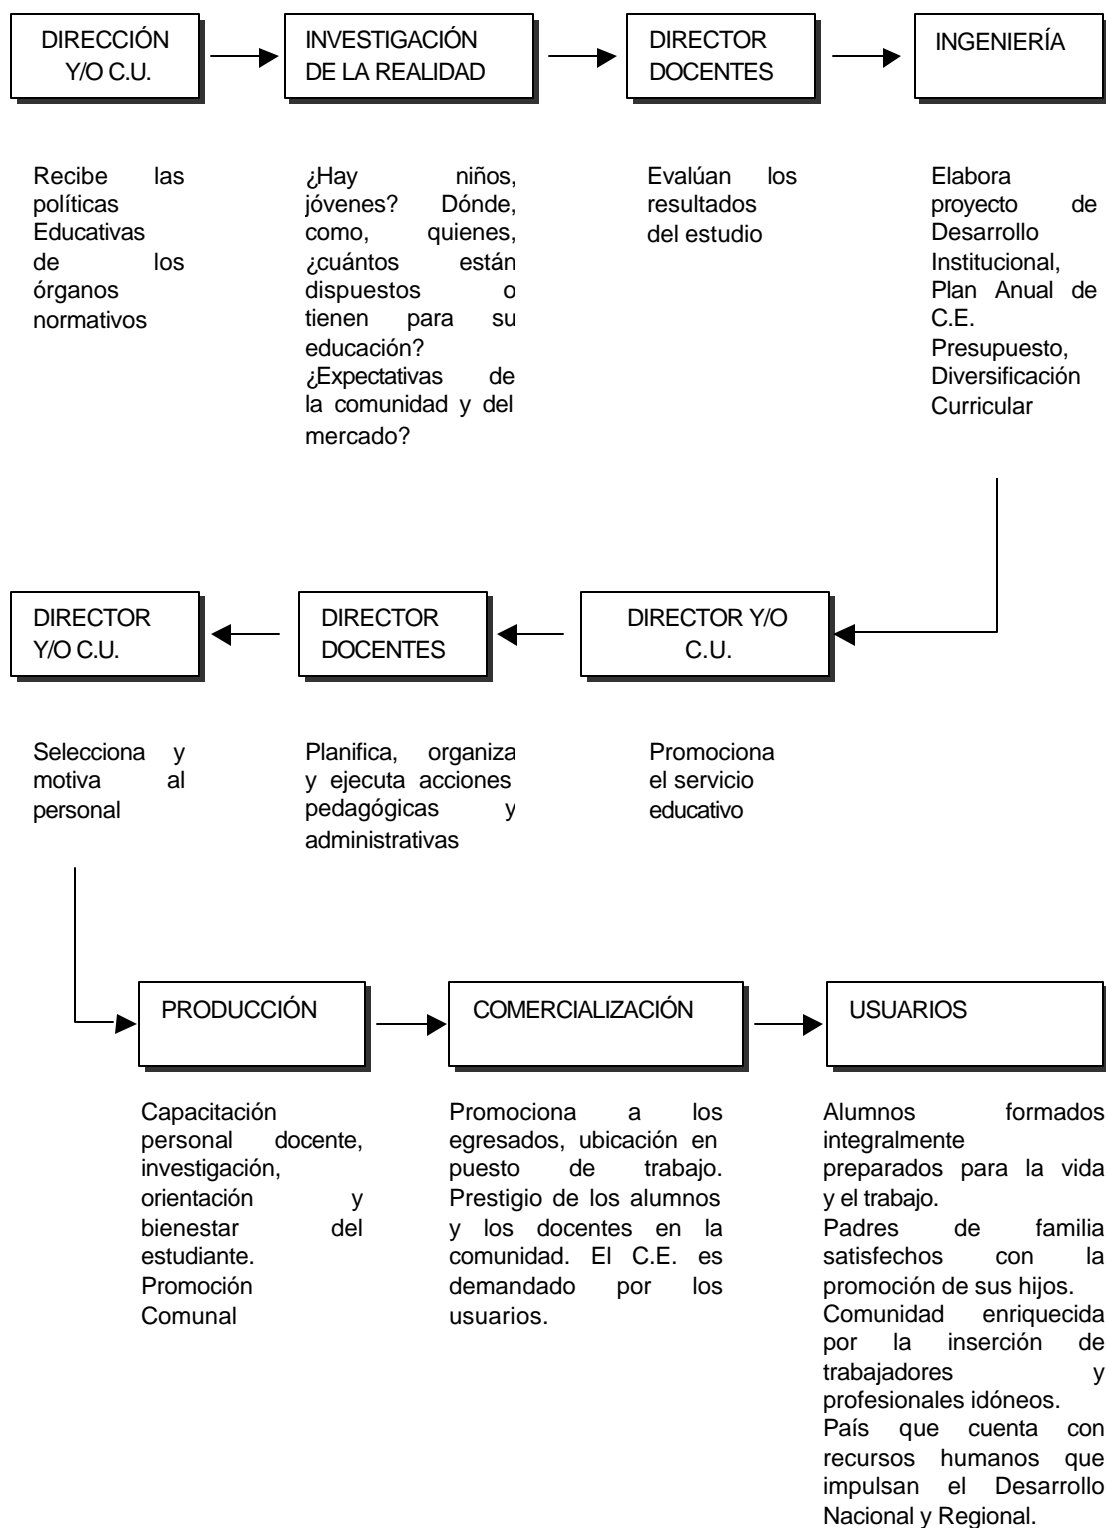 DIRECCIÓN
Y/O C.U.
INVESTIGACIÓN
DE LA REALIDAD
DIRECTOR
DOCENTES
INGENIERÍA
Recibe las
políticas
Educativas
de los
órganos
normativos
¿Hay niños,
jóvenes? Dónde,
como, quienes,
¿cuántos están
dispuestos o
tienen para su
educación?
¿Expectativas de
la comunidad y del
mercado?
Evalúan los
resultados
del estudio
Elabora
proyecto de
Desarrollo
Institucional,
Plan Anual de
C.E.
Presupuesto,
Diversificación
Curricular
DIRECTOR
Y/O C.U.
DIRECTOR
DOCENTES
DIRECTOR Y/O
C.U.
Selecciona y
motiva al
personal
Planifica, organiza
y ejecuta acciones
pedagógicas y
administrativas
Promociona
el servicio
educativo
PRODUCCIÓN
COMERCIALIZACIÓN
USUARIOS
Capacitación
personal docente,
investigación,
orientación y
bienestar del
estudiante.
Promoción
Comunal
Promociona a los
egresados, ubicación en
puesto de trabajo.
Prestigio de los alumnos
y los docentes en la
comunidad. El C.E. es
demandado por los
usuarios.
Alumnos formados
integralmente
preparados para la vida
y el trabajo.
Padres de familia
satisfechos con la
promoción de sus hijos.
Comunidad enriquecida
por la inserción de
trabajadores y
profesionales idóneos.
País que cuenta con
recursos humanos que
impulsan el Desarrollo
Nacional y Regional.